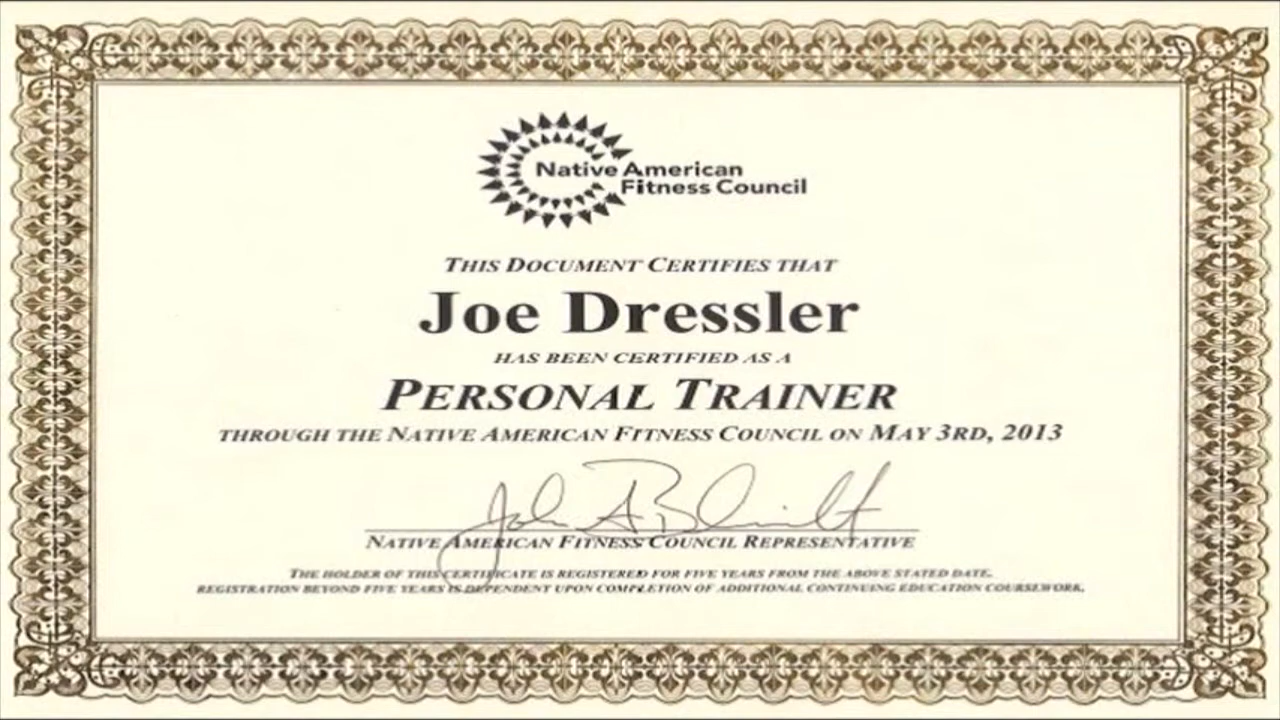 Native American
Fitness Council
THIS DOCUMENT CERTIFIES THAT
Joe Dressler
HAS BEEN CERTIFIED AS A
PERSONAL TRAINER
THROUGH THE NATIVE AMERICAN FITNESS COUNCIL ON MAY 3RD, 2013
NATIVE AMERICAN FITNESS COUNCIL REPRESENTATIVE
THE HOLDER OF THIS CERTIFICATE IS REGISTERED FOR FIVE YEARS FROM THE ABOVE STATED DATE.
REGISTRATION BEYOND FIVE YEARS IS DEPENDENT UPON COMPLETION OF ADDITIONAL CONTINUING EDUCATION COURSEWORK.